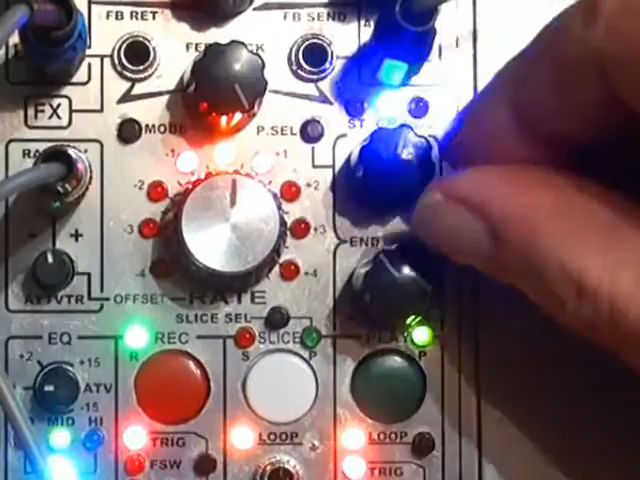 FB RET
FB SEND
FX
MODE
P.SEL
-1
+1
-2
+2
-3
+3
-4
+4
-
+
END
ATTVTR
OFFSET
RATE
SLICE SEL
EQ
REC
SLICE
PLAY
R
S
P
P
+2
+15
ATV
-15
MID
HI
TRIG
FSW
LOOP
LOOP
TRIG